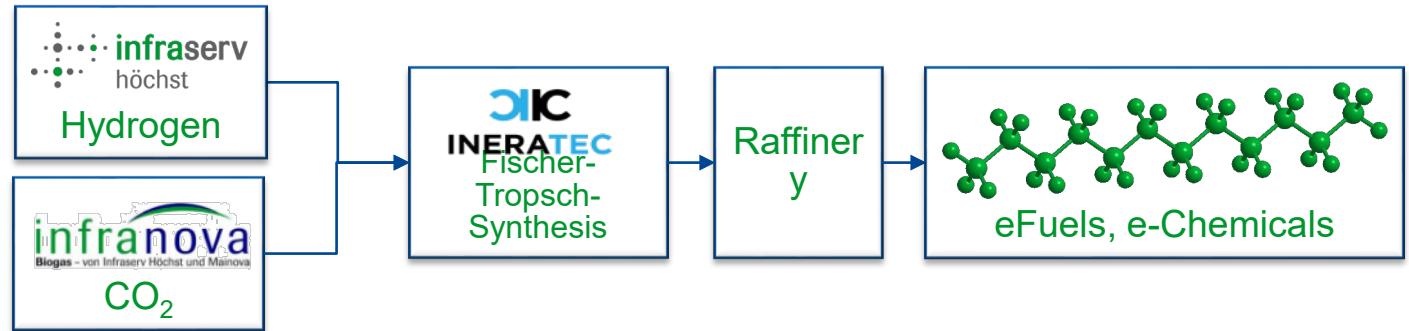 infraserv
höchst
Hydrogen
infranova
Biogas – von Infraserv Höchst und Mainova
CO₂
INERATEC
Fischer-
Tropsch-
Synthesis
Raffiner
y
eFuels, e-Chemicals